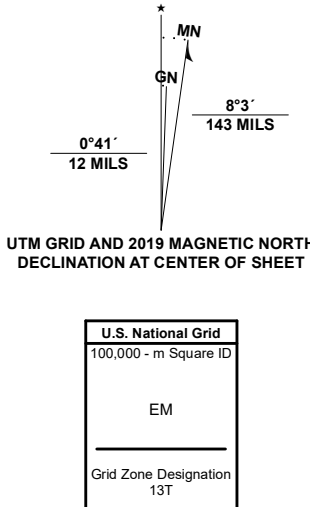 ★
MN
GN
8°3´
143 MILS
0°41´
12 MILS
UTM GRID AND 2019 MAGNETIC NORTH
DECLINATION AT CENTER OF SHEET
U.S. National Grid
100,000 - m Square ID
EM
Grid Zone Designation
13T